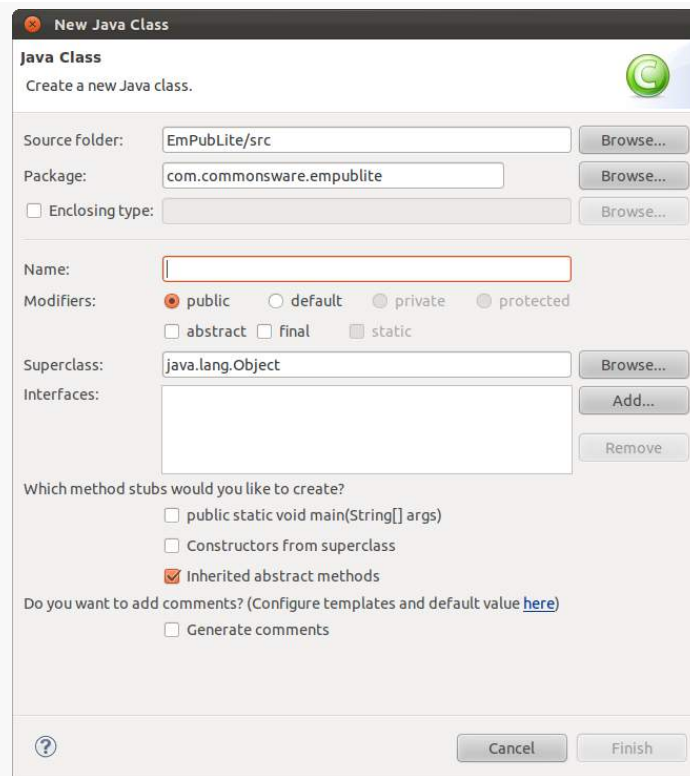 New Java Class
Java Class
Create a new Java class.
C
Source folder: EmPubLite/src Browse...
Package: com.commonsware.empublite Browse...
Enclosing type: Browse...
Name:
Modifiers: public default private protected
abstract final static
Superclass: java.lang.Object Browse...
Interfaces: Add...
Remove
Which method stubs would you like to create?
public static void main(String[] args)
Constructors from superclass
Inherited abstract methods
Do you want to add comments? (Configure templates and default value here)
Generate comments
? Cancel Finish